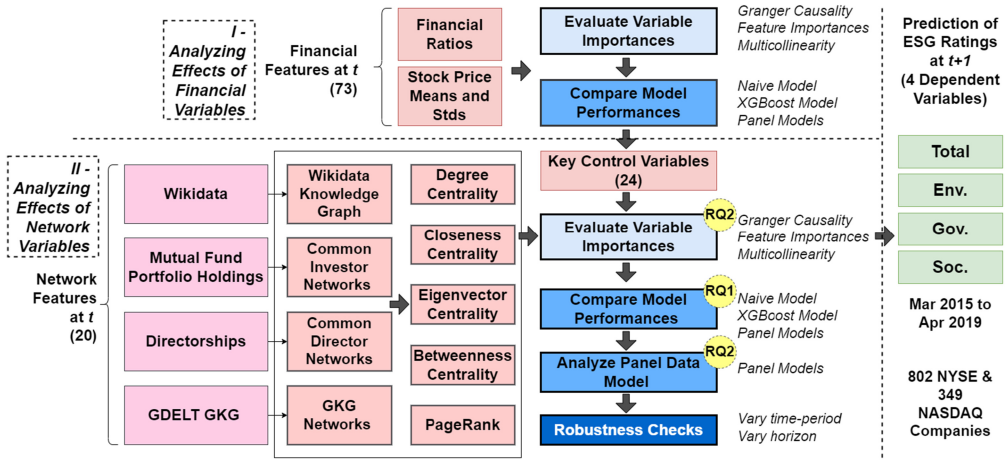 I -
Analyzing
Effects of
Financial
Variables
Financial
Features at t
(73)
Financial
Ratios
Stock Price
Means and
Stds
Evaluate Variable
Importances
Granger Causality
Feature Importances
Multicollinearity
Compare Model
Performances
Naive Model
XGBoost Model
Panel Models
Prediction of
ESG Ratings
at t+1
(4 Dependent
Variables)
II -
Analyzing
Effects of
Network
Variables
Network
Features
at t
(20)
Wikidata
Mutual Fund
Portfolio Holdings
Directorships
GDELT GKG
Wikidata
Knowledge
Graph
Common
Investor
Networks
Common
Director
Networks
GKG
Networks
Degree
Centrality
Closeness
Centrality
Eigenvector
Centrality
Betweenness
Centrality
PageRank
Key Control Variables
(24)
RQ2
Evaluate Variable
Importances
Granger Causality
Feature Importances
Multicollinearity
RQ1
Compare Model
Performances
Naive Model
XGBoost Model
Panel Models
RQ2
Analyze Panel Data
Model
Panel Models
Robustness Checks
Vary time-period
Vary horizon
Total
Env.
Gov.
Soc.
Mar 2015 to
Apr 2019
802 NYSE &
349
NASDAQ
Companies